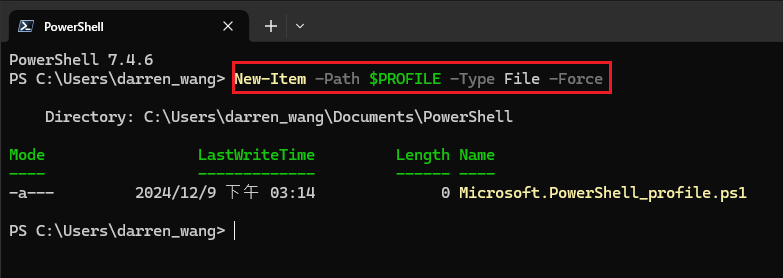 PowerShell
PowerShell 7.4.6
PS C:\Users\darren_wang> New-Item -Path $PROFILE -Type File -Force
Directory: C:\Users\darren_wang\Documents\PowerShell
Mode LastWriteTime Length Name
---- ------------- ------ ----
-a--- 2024/12/9 下午 03:14 0 Microsoft.PowerShell_profile.ps1
PS C:\Users\darren_wang>